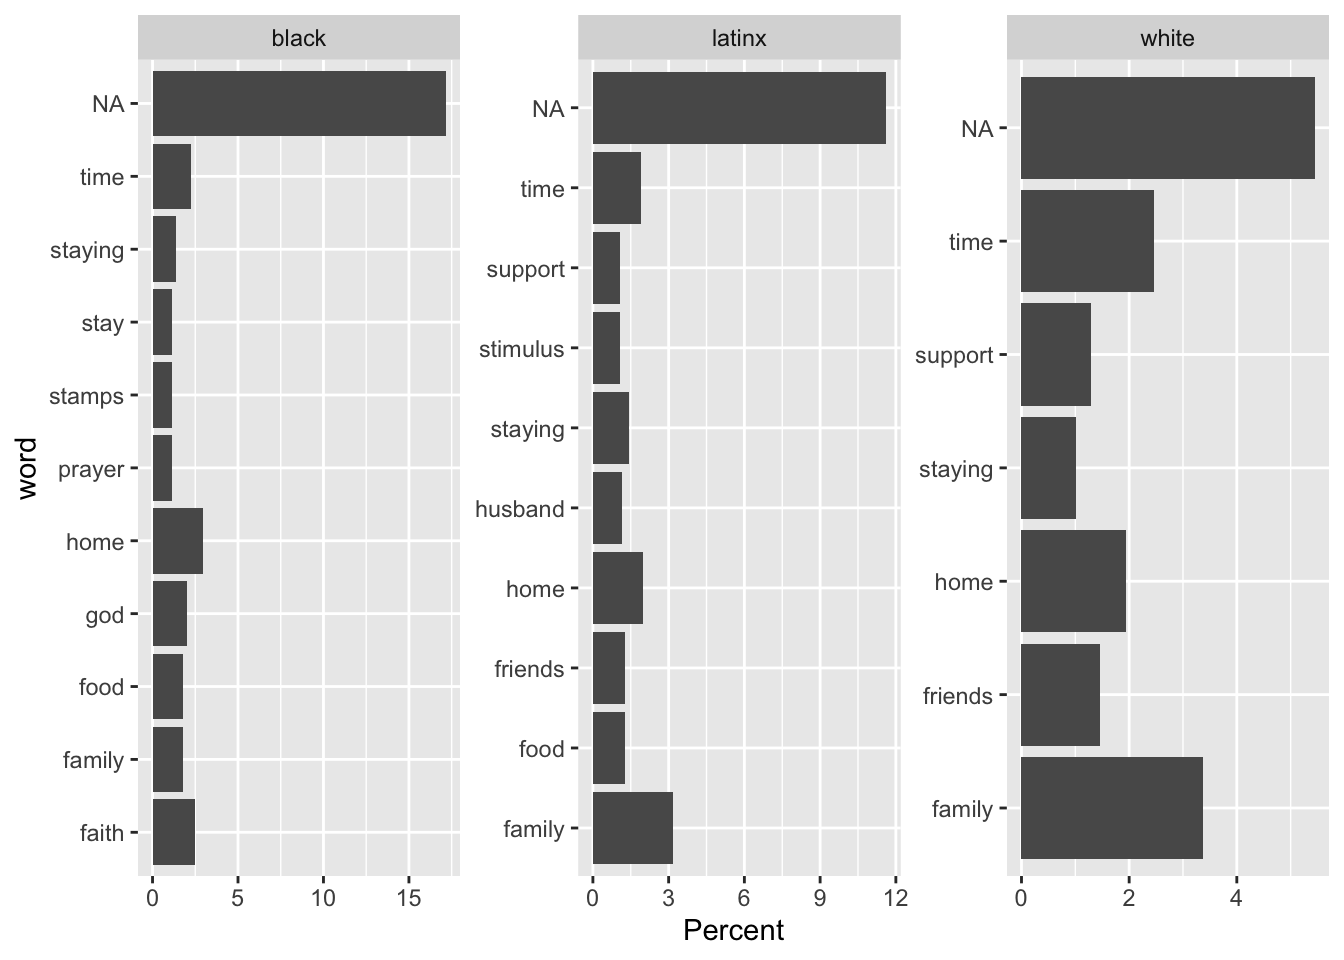 black
latinx
white
word
NA
time
staying
stay
stamps
prayer
home
god
food
family
faith
0 5 10 15
NA
time
support
stimulus
staying
husband
home
friends
food
family
0 3 6 9 12
NA
time
support
staying
home
friends
family
0 2 4
Percent